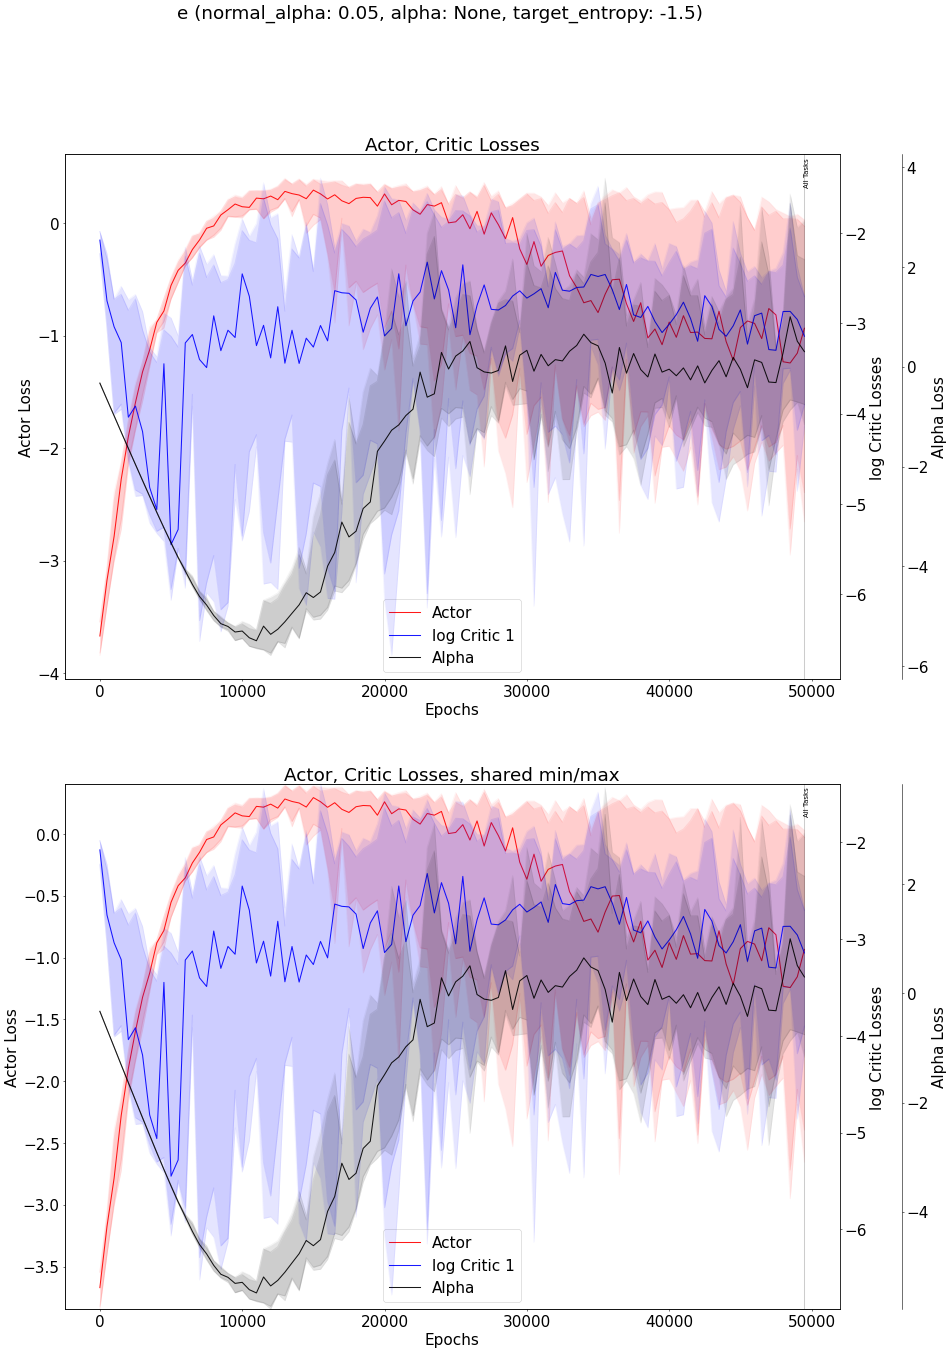 e (normal_alpha: 0.05, alpha: None, target_entropy: -1.5)
Actor, Critic Losses
All Tasks
0
−1
−2
−3
−4
Actor Loss
−2
−3
−4
−5
−6
log Critic Losses
4
2
0
−2
−4
−6
Alpha Loss
Actor
log Critic 1
Alpha
0 10000 20000 30000 40000 50000
Epochs
Actor, Critic Losses, shared min/max
All Tasks
0.0
−0.5
−1.0
−1.5
−2.0
−2.5
−3.0
−3.5
Actor Loss
−2
−3
−4
−5
−6
log Critic Losses
2
0
−2
−4
Alpha Loss
Actor
log Critic 1
Alpha
0 10000 20000 30000 40000 50000
Epochs